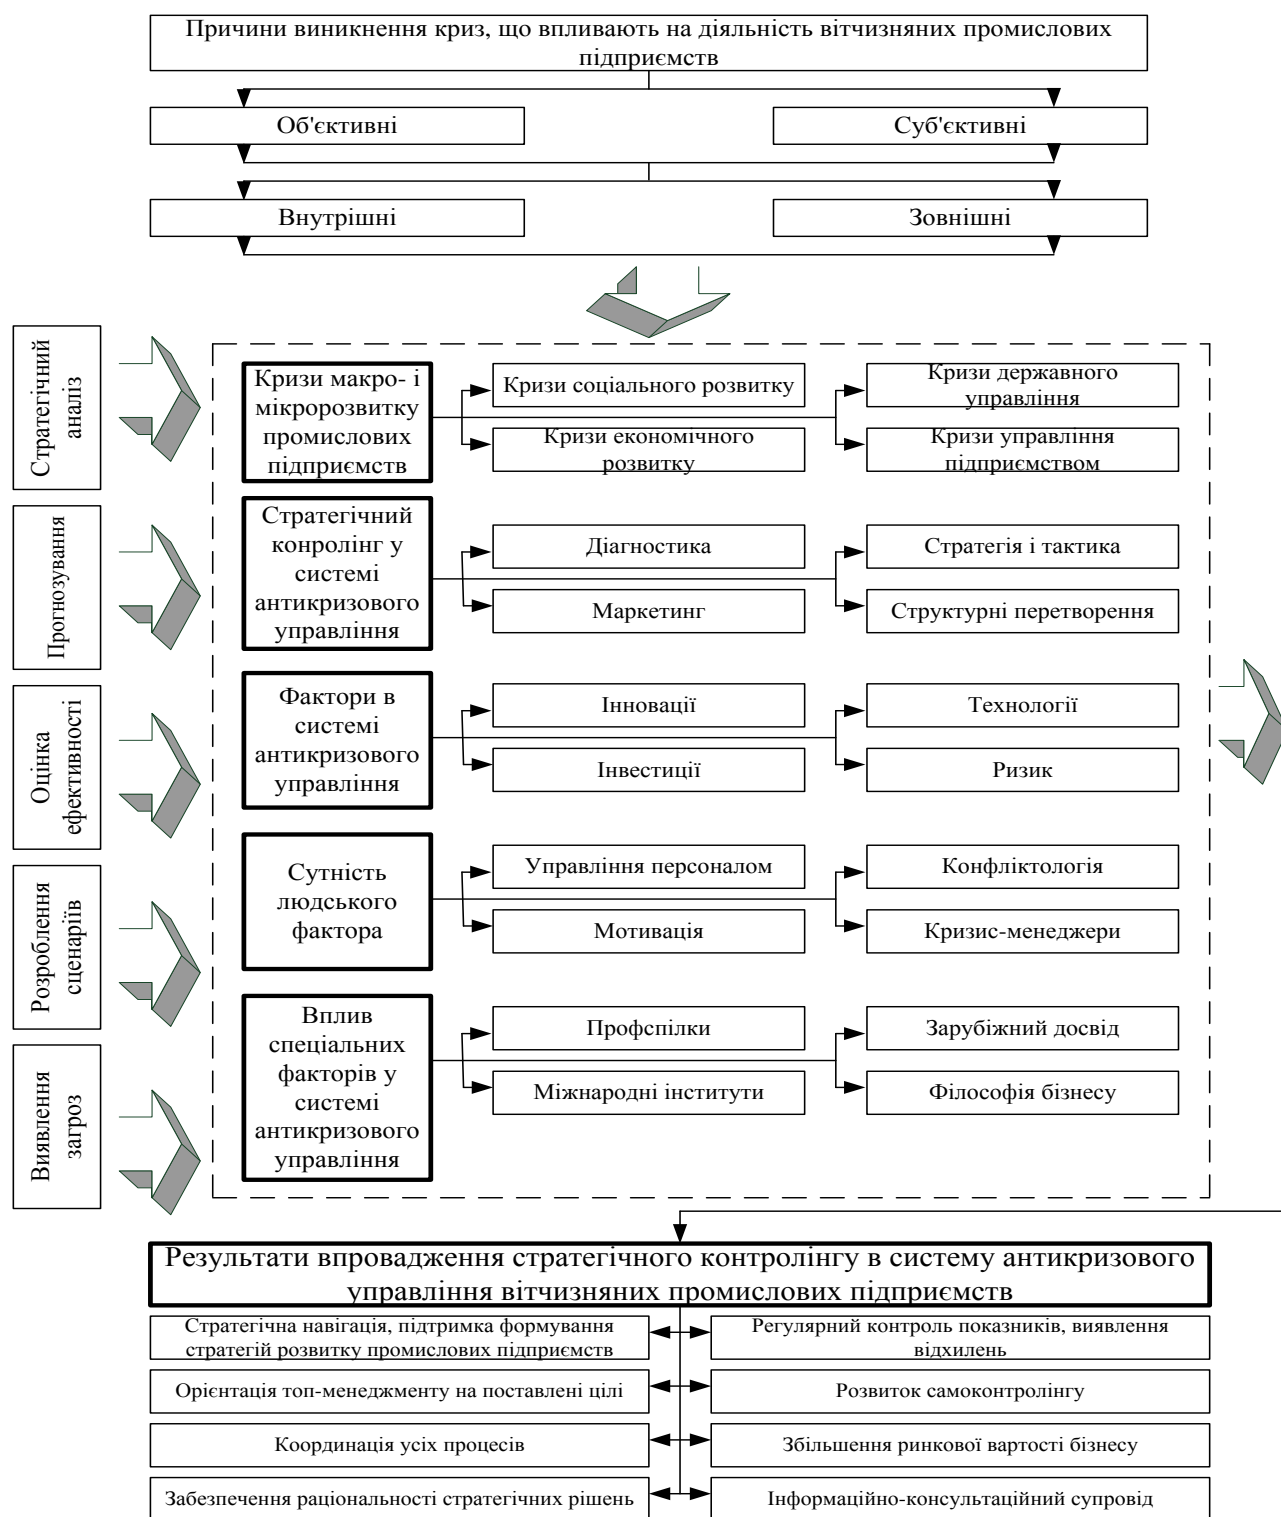 Причини виникнення криз, що впливають на діяльність вітчизняних промислових
підприємств
Об'єктивні
Суб'єктивні
Внутрішні
Зовнішні
Стратегічний
аналіз
Прогнозування
Оцінка
ефективності
Розроблення
сценаріїв
Виявлення
загроз
Кризи макро- і
мікророзвитку
промислових
підприємств
Кризи соціального розвитку
Кризи економічного
розвитку
Кризи державного
управління
Кризи управління
підприємством
Стратегічний
конролінг у
системі
антикризового
управління
Діагностика
Маркетинг
Стратегія і тактика
Структурні перетворення
Фактори в
системі
антикризового
управління
Інновації
Інвестиції
Технології
Ризик
Сутність
людського
фактора
Управління персоналом
Мотивація
Конфліктологія
Кризис-менеджери
Вплив
спеціальних
факторів у
системі
антикризового
управління
Профспілки
Міжнародні інститути
Зарубіжний досвід
Філософія бізнесу
Результати впровадження стратегічного контролінгу в систему антикризового
управління вітчизняних промислових підприємств
Стратегічна навігація, підтримка формування
стратегій розвитку промислових підприємств
Регулярний контроль показників, виявлення
відхилень
Орієнтація топ-менеджменту на поставлені цілі
Розвиток самоконтролінгу
Координація усіх процесів
Збільшення ринкової вартості бізнесу
Забезпечення раціональності стратегічних рішень
Інформаційно-консультаційний супровід